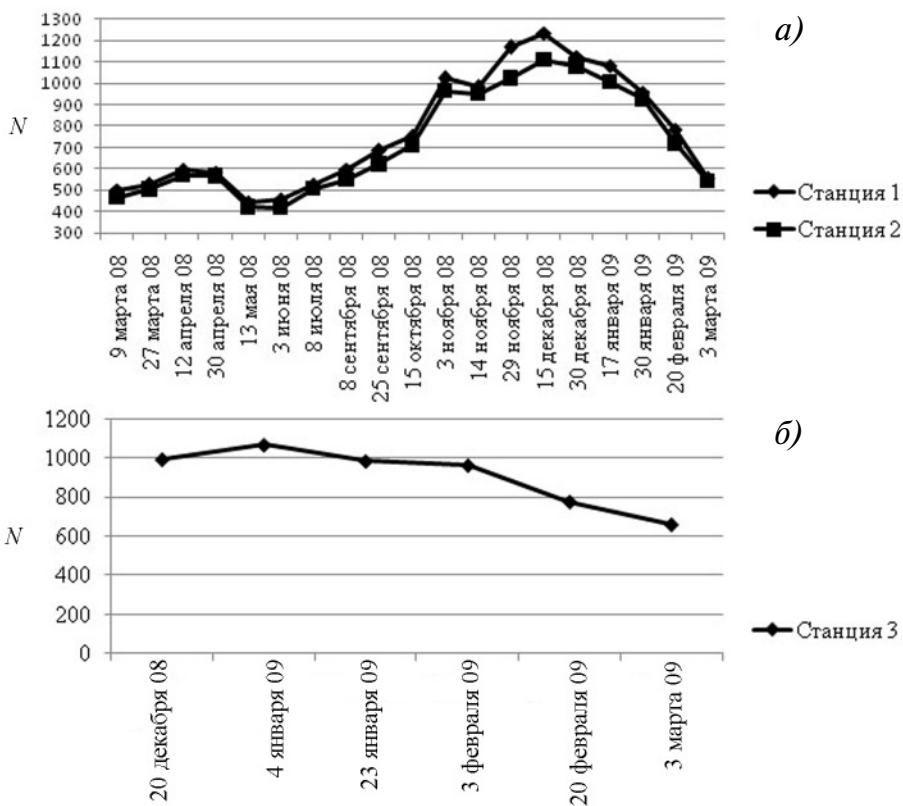 а)
1300
1200
1100
1000
900
800
700
600
500
400
300
N
Станция 1
Станция 2
9 марта 08
27 марта 08
12 апреля 08
30 апреля 08
13 мая 08
3 июня 08
8 июля 08
8 сентября 08
25 сентября 08
15 октября 08
3 ноября 08
14 ноября 08
29 ноября 08
15 декабря 08
30 декабря 08
17 января 09
30 января 09
20 февраля 09
3 марта 09
б)
1200
1000
800
600
400
200
0
N
Станция 3
20 декабря 08
4 января 09
23 января 09
3 февраля 09
20 февраля 09
3 марта 09